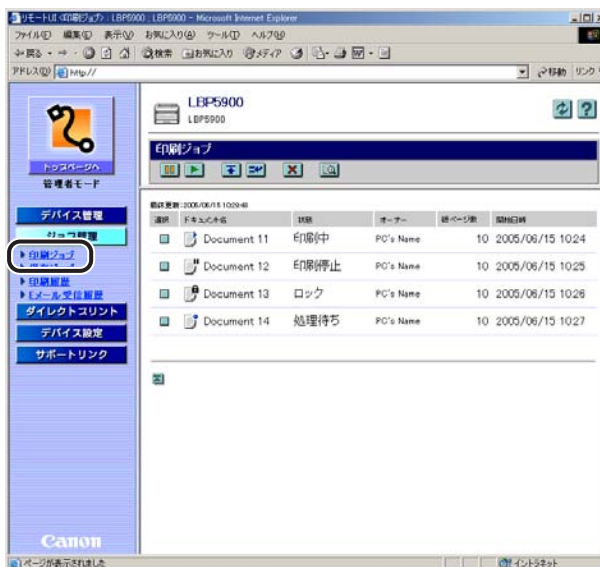 リモートUI <印刷ジョブ> : LBP5900 ; LBP5900 - Microsoft Internet Explorer
ファイル(F) 編集(E) 表示(V) お気に入り(A) ツール(T) ヘルプ(H)
戻る 検索 お気に入り メディア
アドレス(D) http:// 移動 リンク
LBP5900
LBP5900
トップページへ
管理者モード
印刷ジョブ
デバイス管理
ジョブ管理
印刷ジョブ
印刷履歴
Eメール受信履歴
ダイレクトプリント
デバイス設定
サポートリンク
最終更新:2005/06/15 10:29:48
選択 ドキュメント名 状態 オーナー 総ページ数 開始日時
Document 11 印刷中 PC's Name 10 2005/06/15 10:24
Document 12 印刷停止 PC's Name 10 2005/06/15 10:25
Document 13 ロック PC's Name 10 2005/06/15 10:26
Document 14 処理待ち PC's Name 10 2005/06/15 10:27
Canon
ページが表示されました イントラネット